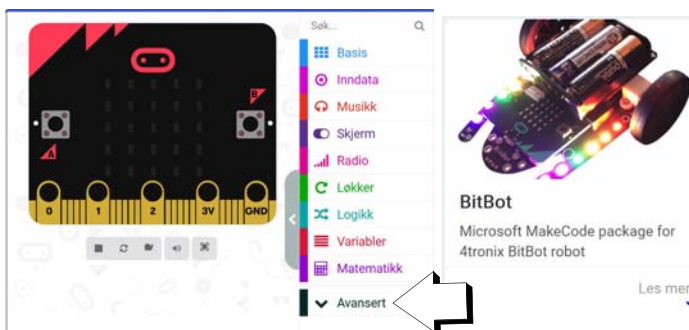 Søk...
Basis
Inndata
Musikk
Skjerm
Radio
Løkker
Logikk
Variabler
Matematikk
Avansert
A
B
0 1 2 3V GND
BitBot
Microsoft MakeCode package for
4tronix BitBot robot
Les mer